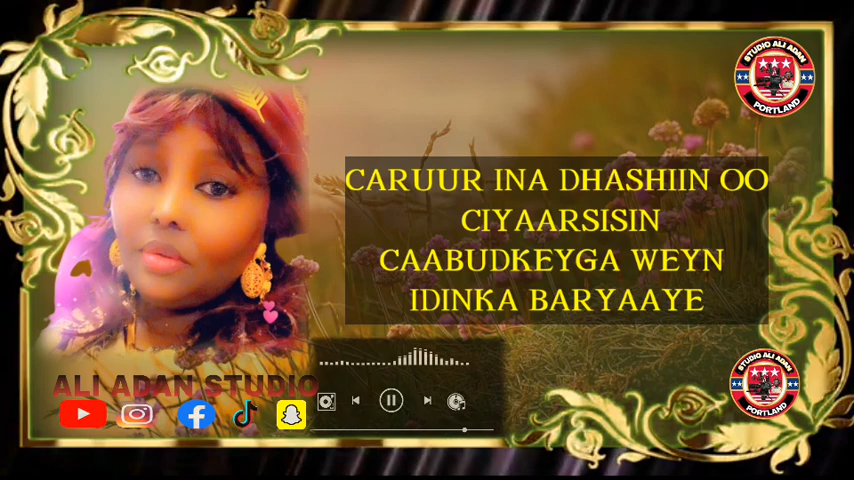 STUDIO ALI ADAN
PORTLAND
CARUUR INA DHASHIIN OO
CIYAARSISIN
CAABUDKEYGA WEYN
IDINKA BARYAAYE
ALI ADAN STUDIO
STUDIO ALI ADAN
PORTLAND